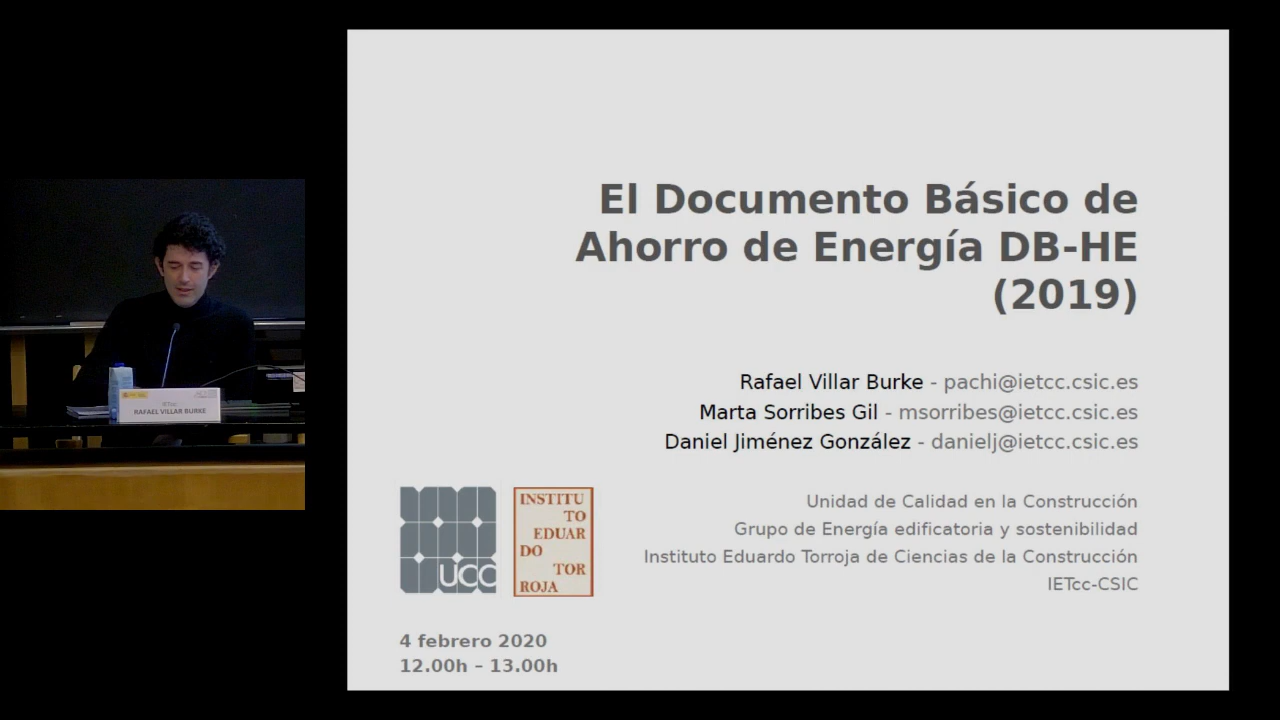 El Documento Básico de
Ahorro de Energía DB-HE
(2019)
Rafael Villar Burke - pachi@ietcc.csic.es
Marta Sorribes Gil - msorribes@ietcc.csic.es
Daniel Jiménez González - danielj@ietcc.csic.es
Unidad de Calidad en la Construcción
Grupo de Energía edificatoria y sostenibilidad
Instituto Eduardo Torroja de Ciencias de la Construcción
IETcc-CSIC
UCC
INSTITU
TO
EDUAR
DO
TOR
ROJA
4 febrero 2020
12.00h – 13.00h
RAFAEL VILLAR BURKE